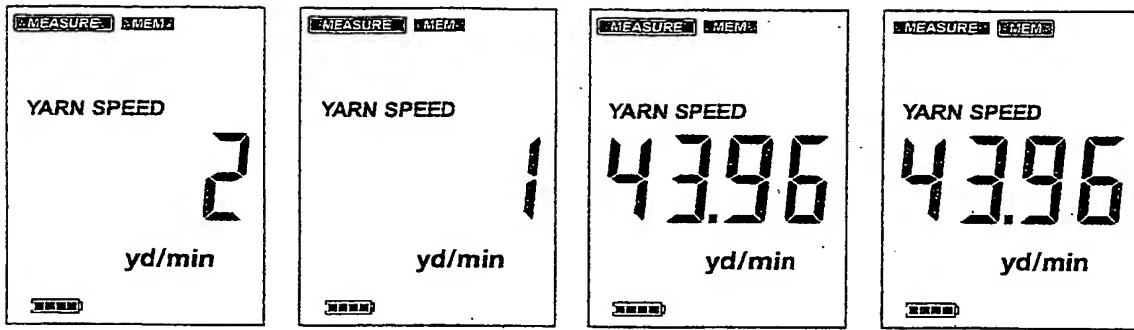 MEASURE MEM
YARN SPEED
2
yd/min
MEASURE MEM
YARN SPEED
1
yd/min
MEASURE MEM
YARN SPEED
43.96
yd/min
MEASURE MEM
YARN SPEED
43.96
yd/min